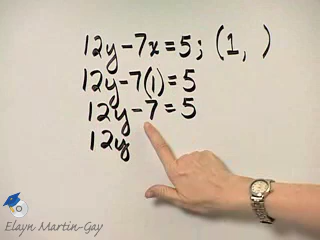 12y-7x=5; (1, )
12y-7(1)=5
12y-7=5
12y
Elayn Martin-Gay